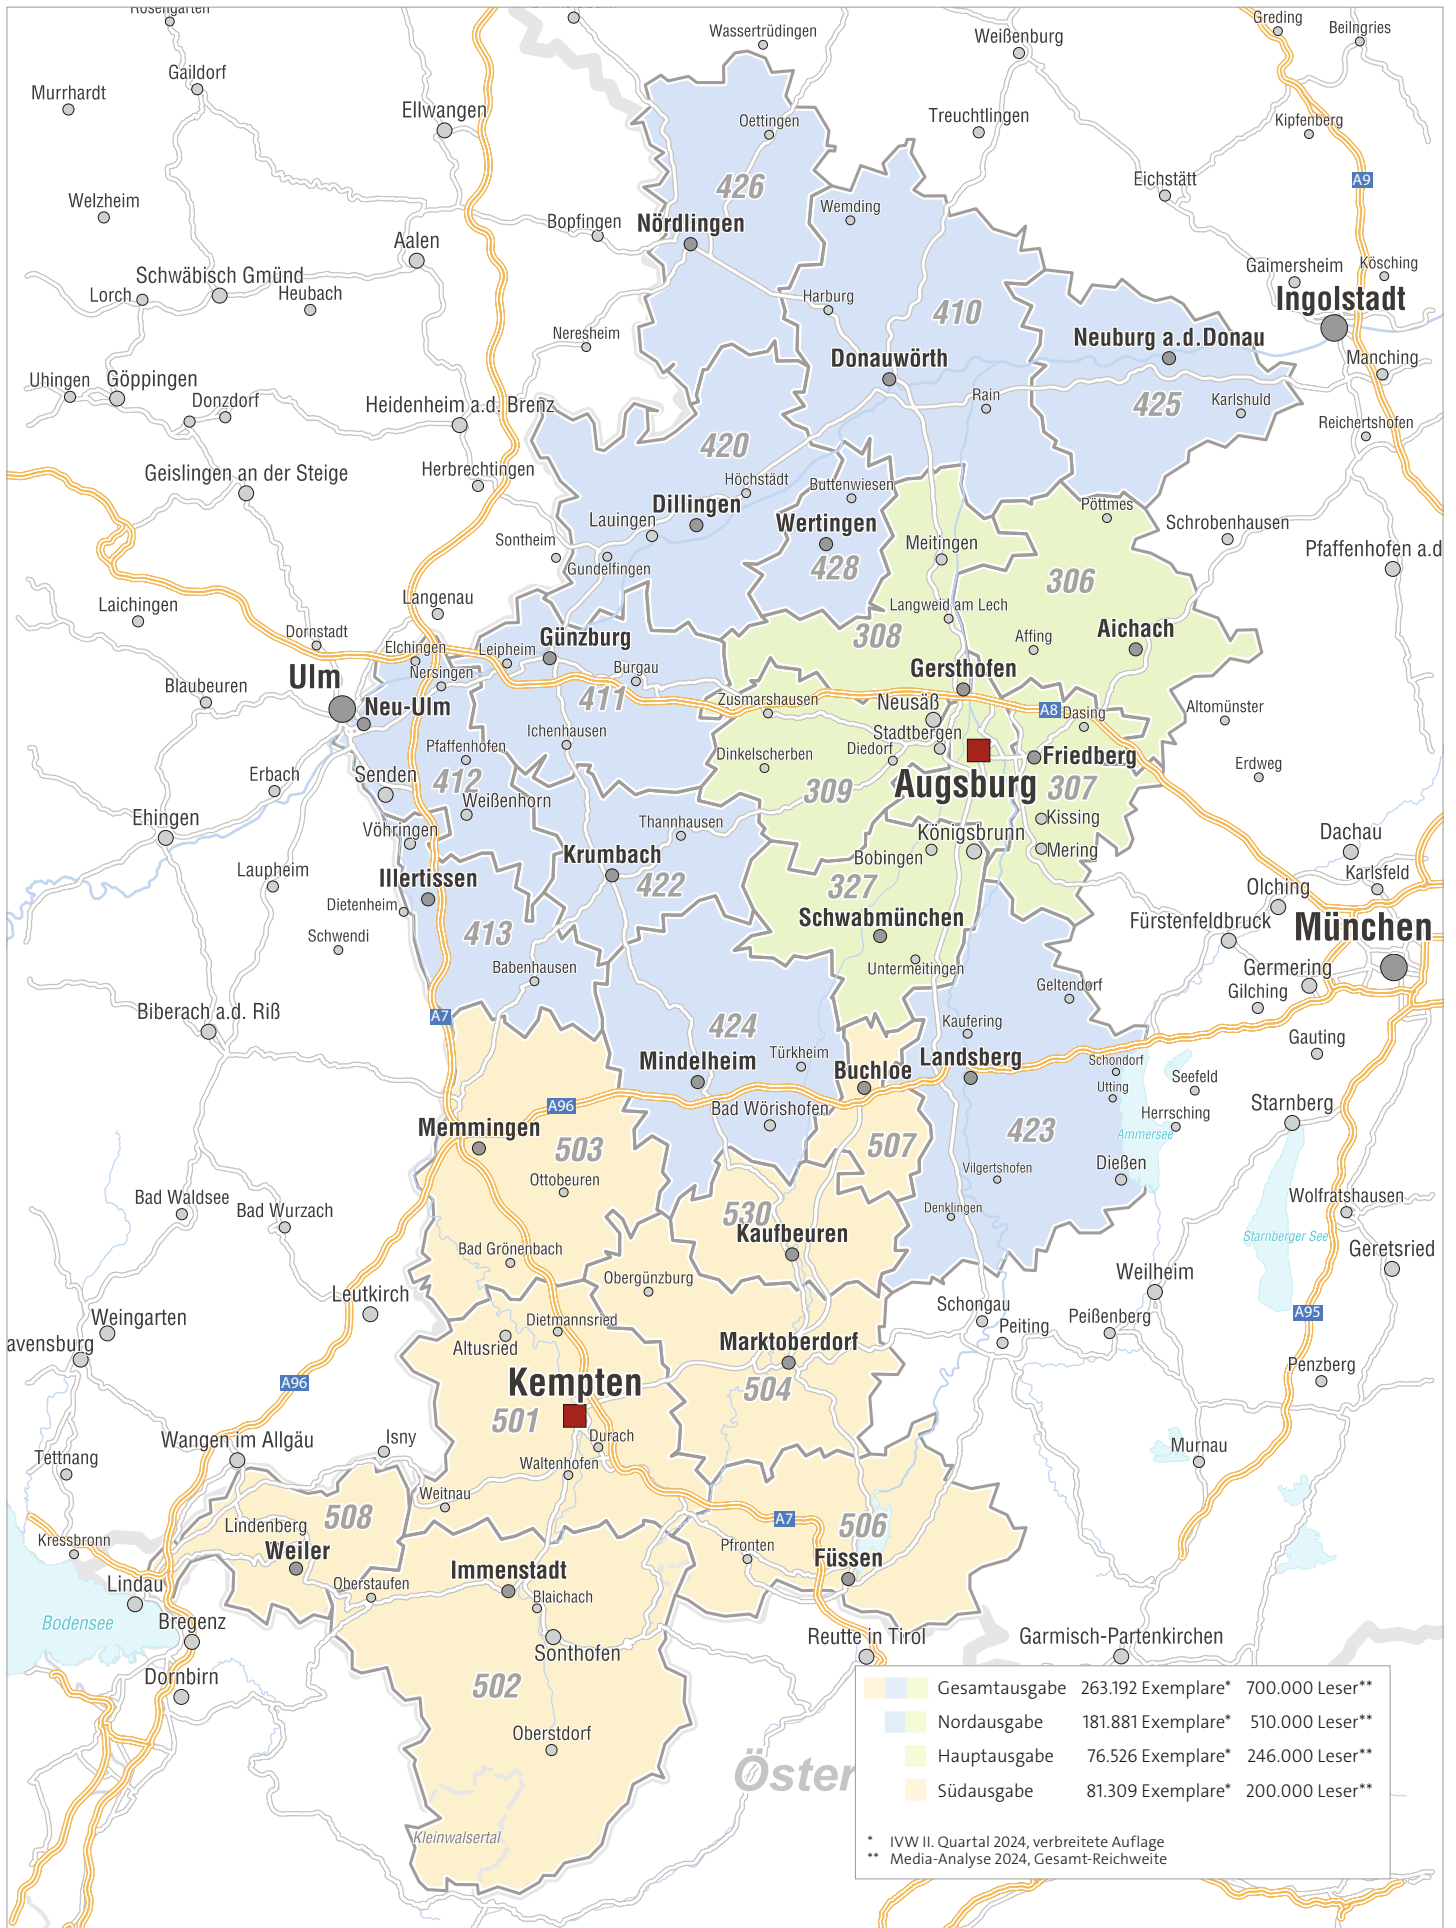 Rosengarten
Wassertrüdingen
Weißenburg
Greding
Beilngries
Murrhardt
Gaildorf
Ellwangen
Oettingen
Treuchtlingen
Kipfenberg
Welzheim
426
Wemding
Eichstätt
A9
Bopfingen
Nördlingen
Aalen
Schwäbisch Gmünd
Lorch
Heubach
Harburg
410
Gaimersheim
Kösching
Ingolstadt
Neresheim
Donauwörth
Neuburg a.d.Donau
Manching
Uhingen
Göppingen
Donzdorf
Heidenheim a.d. Brenz
Rain
425
Karlshuld
Reichertshofen
420
Geislingen an der Steige
Herbrechtingen
Höchstädt
Buttenwiesen
Dillingen
Pöttmes
Lauingen
Wertingen
Schrobenhausen
Sontheim
Gundelfingen
428
Meitingen
Pfaffenhofen a.d
306
Laichingen
Langenau
Langweid am Lech
Dornstadt
Elchingen
Leipheim
Günzburg
308
Affing
Aichach
Nersingen
Burgau
Gersthofen
Ulm
Blaubeuren
Neu-Ulm
411
Zusmarshausen
Neusäß
A8
Dasing
Altomünster
Ichenhausen
Stadtbergen
Pfaffenhofen
Dinkelscherben
Diedorf
Friedberg
Erbach
Senden
412
309
Augsburg
307
Erdweg
Weißenhorn
Ehingen
Vöhringen
Thannhausen
Königsbrunn
Kissing
Dachau
Krumbach
Bobingen
Mering
Laupheim
Illertissen
422
327
Karlsfeld
Olching
Dietenheim
Schwabmünchen
Fürstenfeldbruck
München
Schwendi
413
Babenhausen
Untermeitingen
Germering
Geltendorf
Gilching
Biberach a.d. Riß
A7
424
Kaufering
Gauting
Mindelheim
Türkheim
Buchloe
Landsberg
Schondorf
Utting
Seefeld
A96
Bad Wörishofen
Herrsching
Starnberg
Memmingen
503
507
423
Ammersee
Ottobeuren
Vilgertshofen
Dießen
Bad Waldsee
Bad Wurzach
530
Denklingen
Wolfratshausen
Kaufbeuren
Starnberger See
Bad Grönenbach
Geretsried
Obergünzburg
Weilheim
Leutkirch
Schongau
A95
Weingarten
Dietmannsried
Peiting
Peißenberg
avensburg
Altusried
Marktoberdorf
Penzberg
A96
Kempten
504
501
Wangen im Allgäu
Isny
Durach
Murnau
Tettnang
Waltenhofen
Weitnau
508
A7
506
Lindenberg
Kressbronn
Weiler
Pfronten
Füssen
Immenstadt
Lindau
Oberstaufen
Blaichach
Bodensee
Bregenz
Sonthofen
Reutte in Tirol
Garmisch-Partenkirchen
Dornbirn
502
Oberstdorf
Öster
Kleinwalsertal
Gesamtausgabe 263.192 Exemplare* 700.000 Leser**
Nordausgabe 181.881 Exemplare* 510.000 Leser**
Hauptausgabe 76.526 Exemplare* 246.000 Leser**
Südausgabe 81.309 Exemplare* 200.000 Leser**
* IVW II. Quartal 2024, verbreitete Auflage
** Media-Analyse 2024, Gesamt-Reichweite